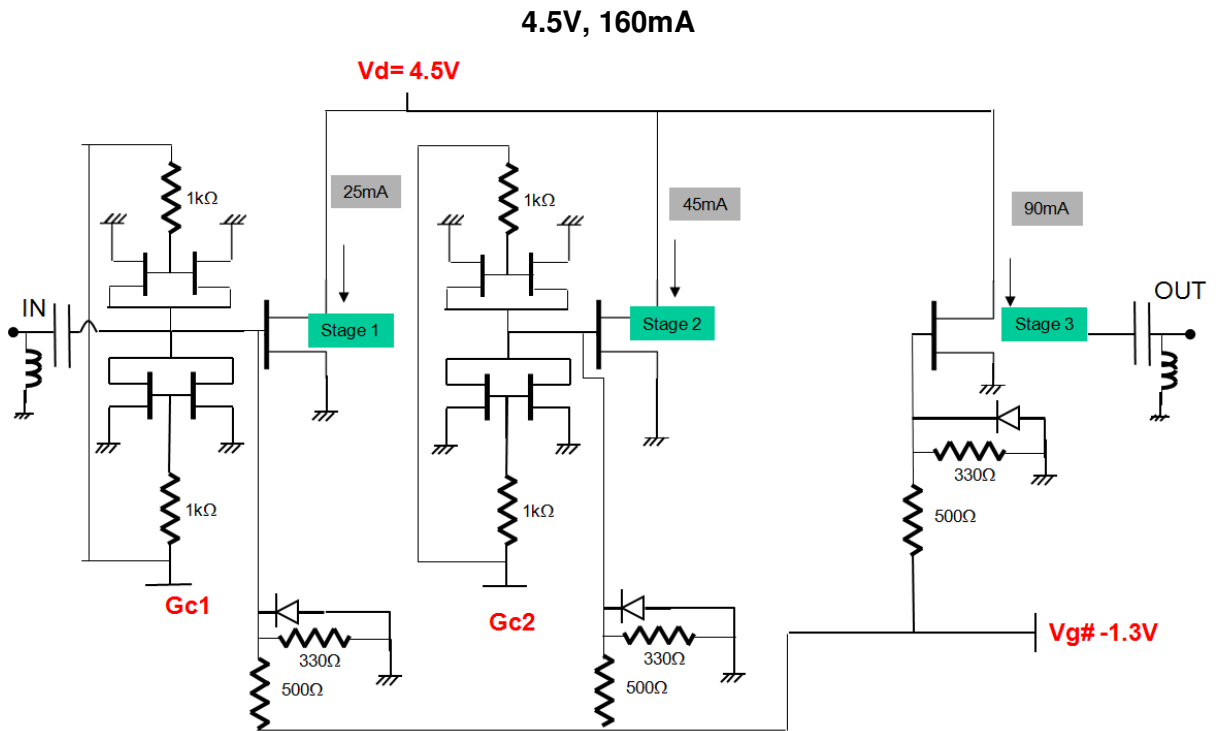 4.5V, 160mA
Vd= 4.5V
1kΩ
25mA
1kΩ
45mA
90mA
IN
OUT
Stage 1
Stage 2
Stage 3
330Ω
1kΩ
1kΩ
500Ω
Gc1
Gc2
Vg# -1.3V
330Ω
330Ω
500Ω
500Ω